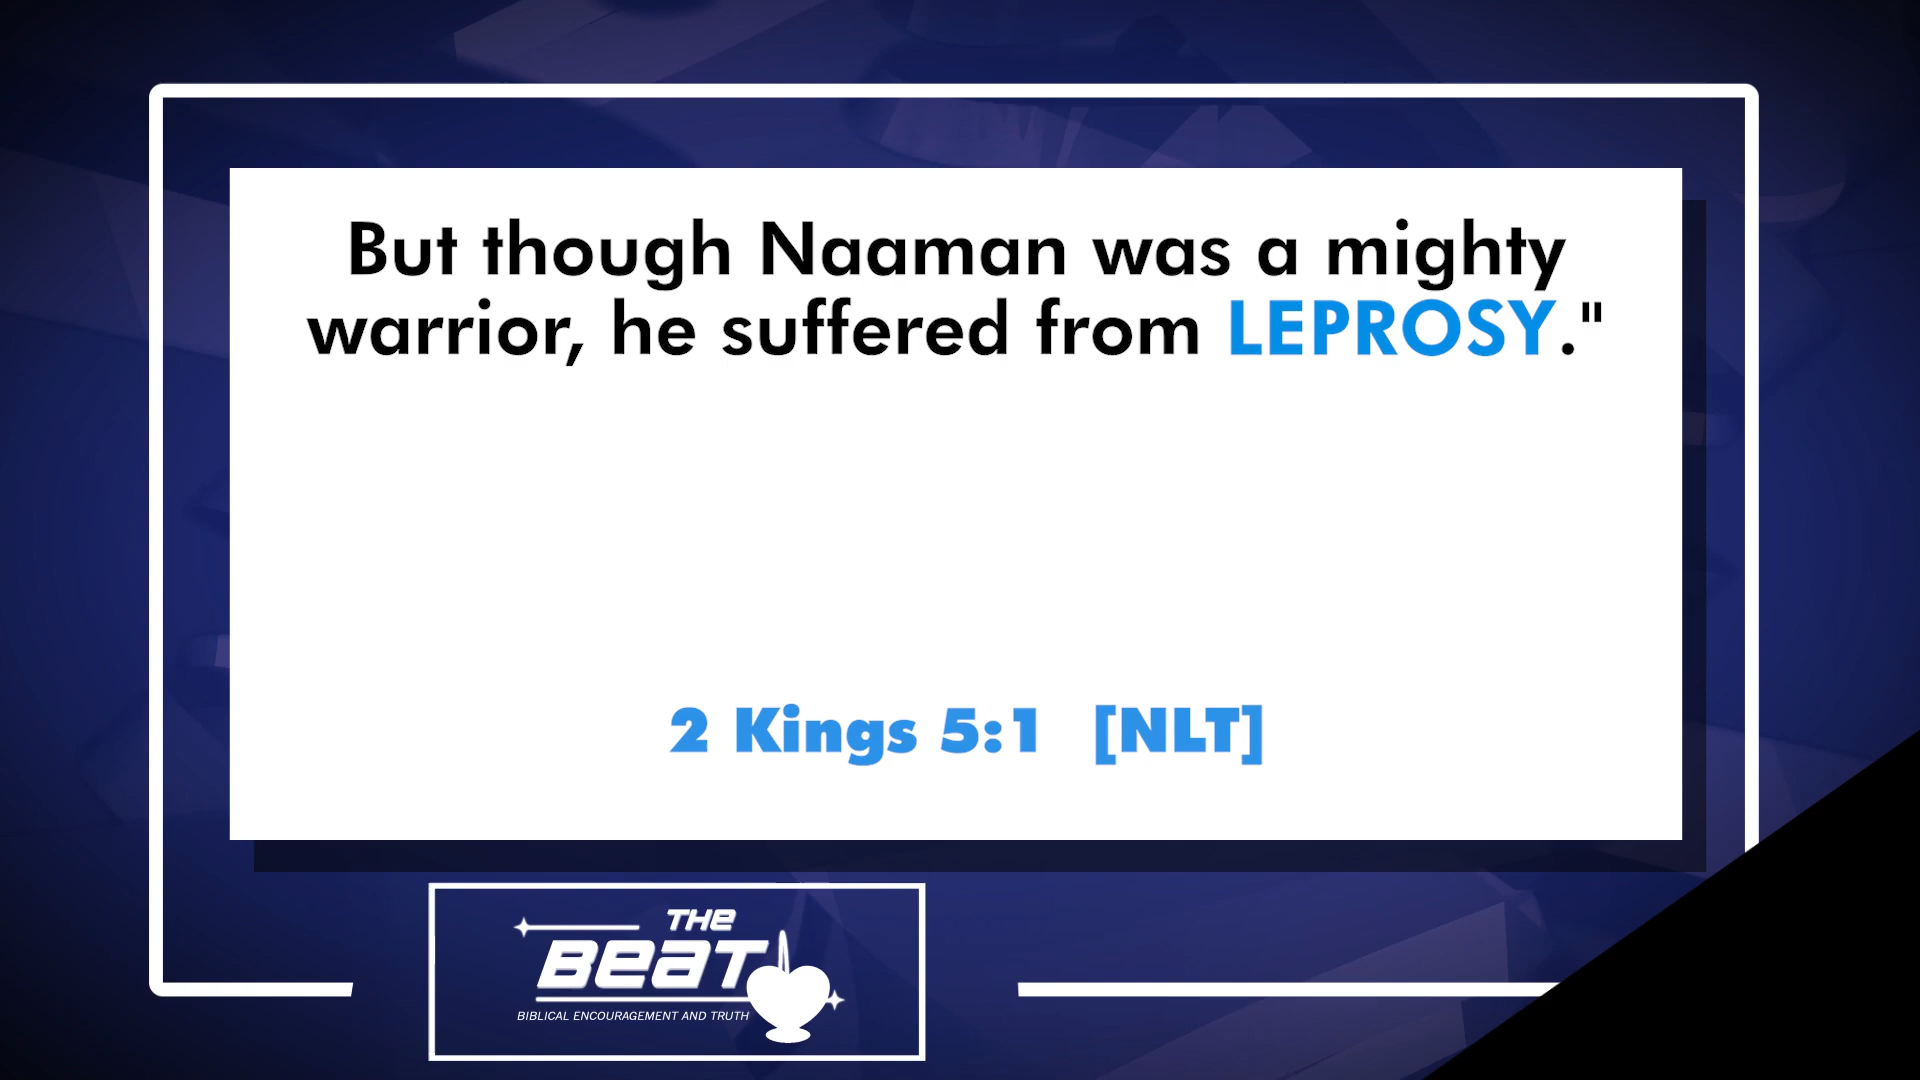 But though Naaman was a mighty
warrior, he suffered from LEPROSY."
2 Kings 5:1 [NLT]
THE
BEAT
BIBLICAL ENCOURAGEMENT AND TRUTH